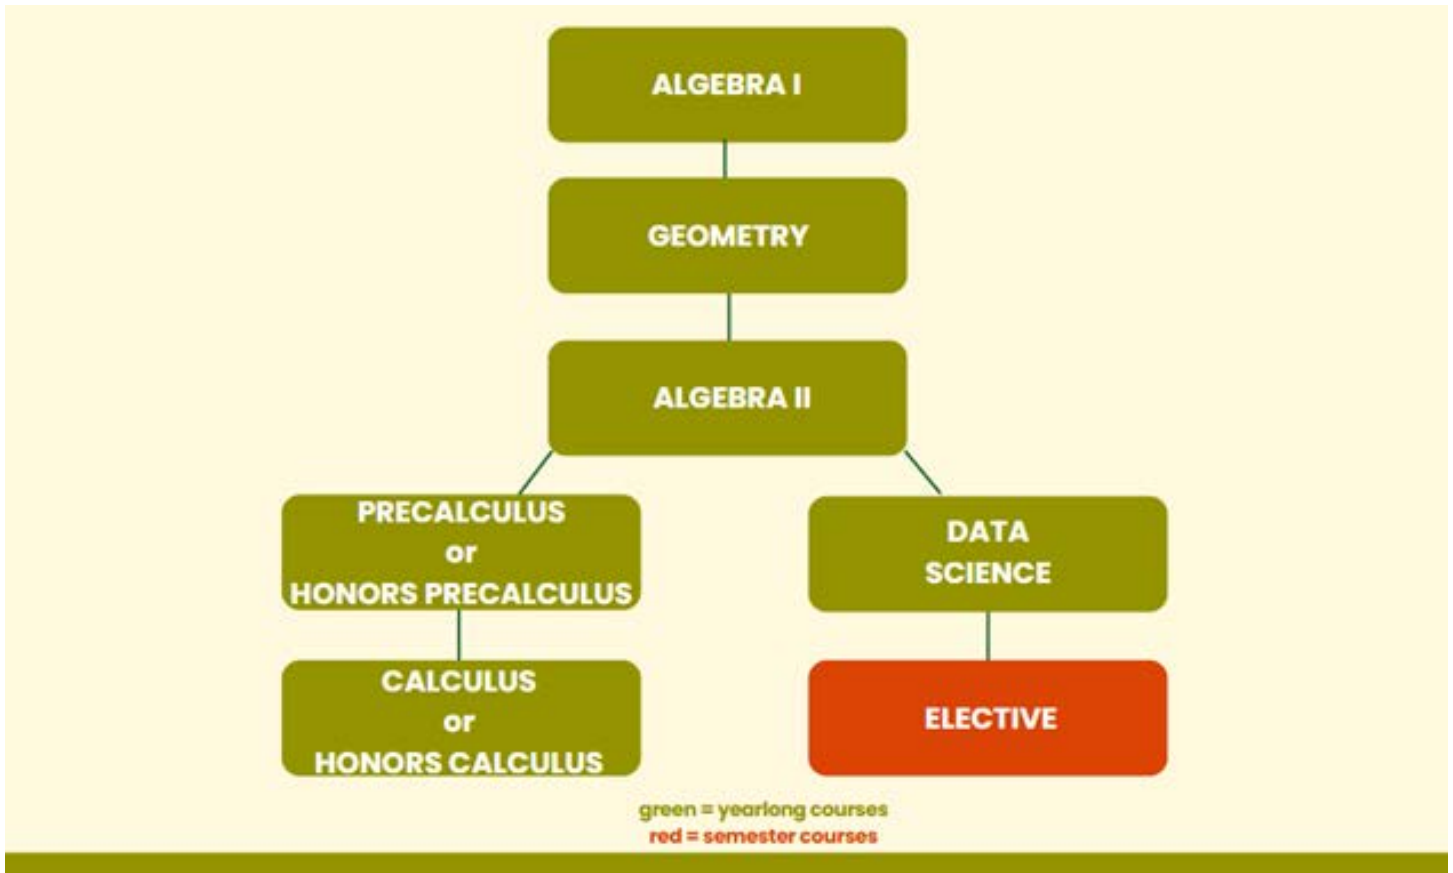 ALGEBRA I
GEOMETRY
ALGEBRA II
PRECALCULUS
or
HONORS PRECALCULUS
DATA
SCIENCE
CALCULUS
or
HONORS CALCULUS
ELECTIVE
green = yearlong courses
red = semester courses